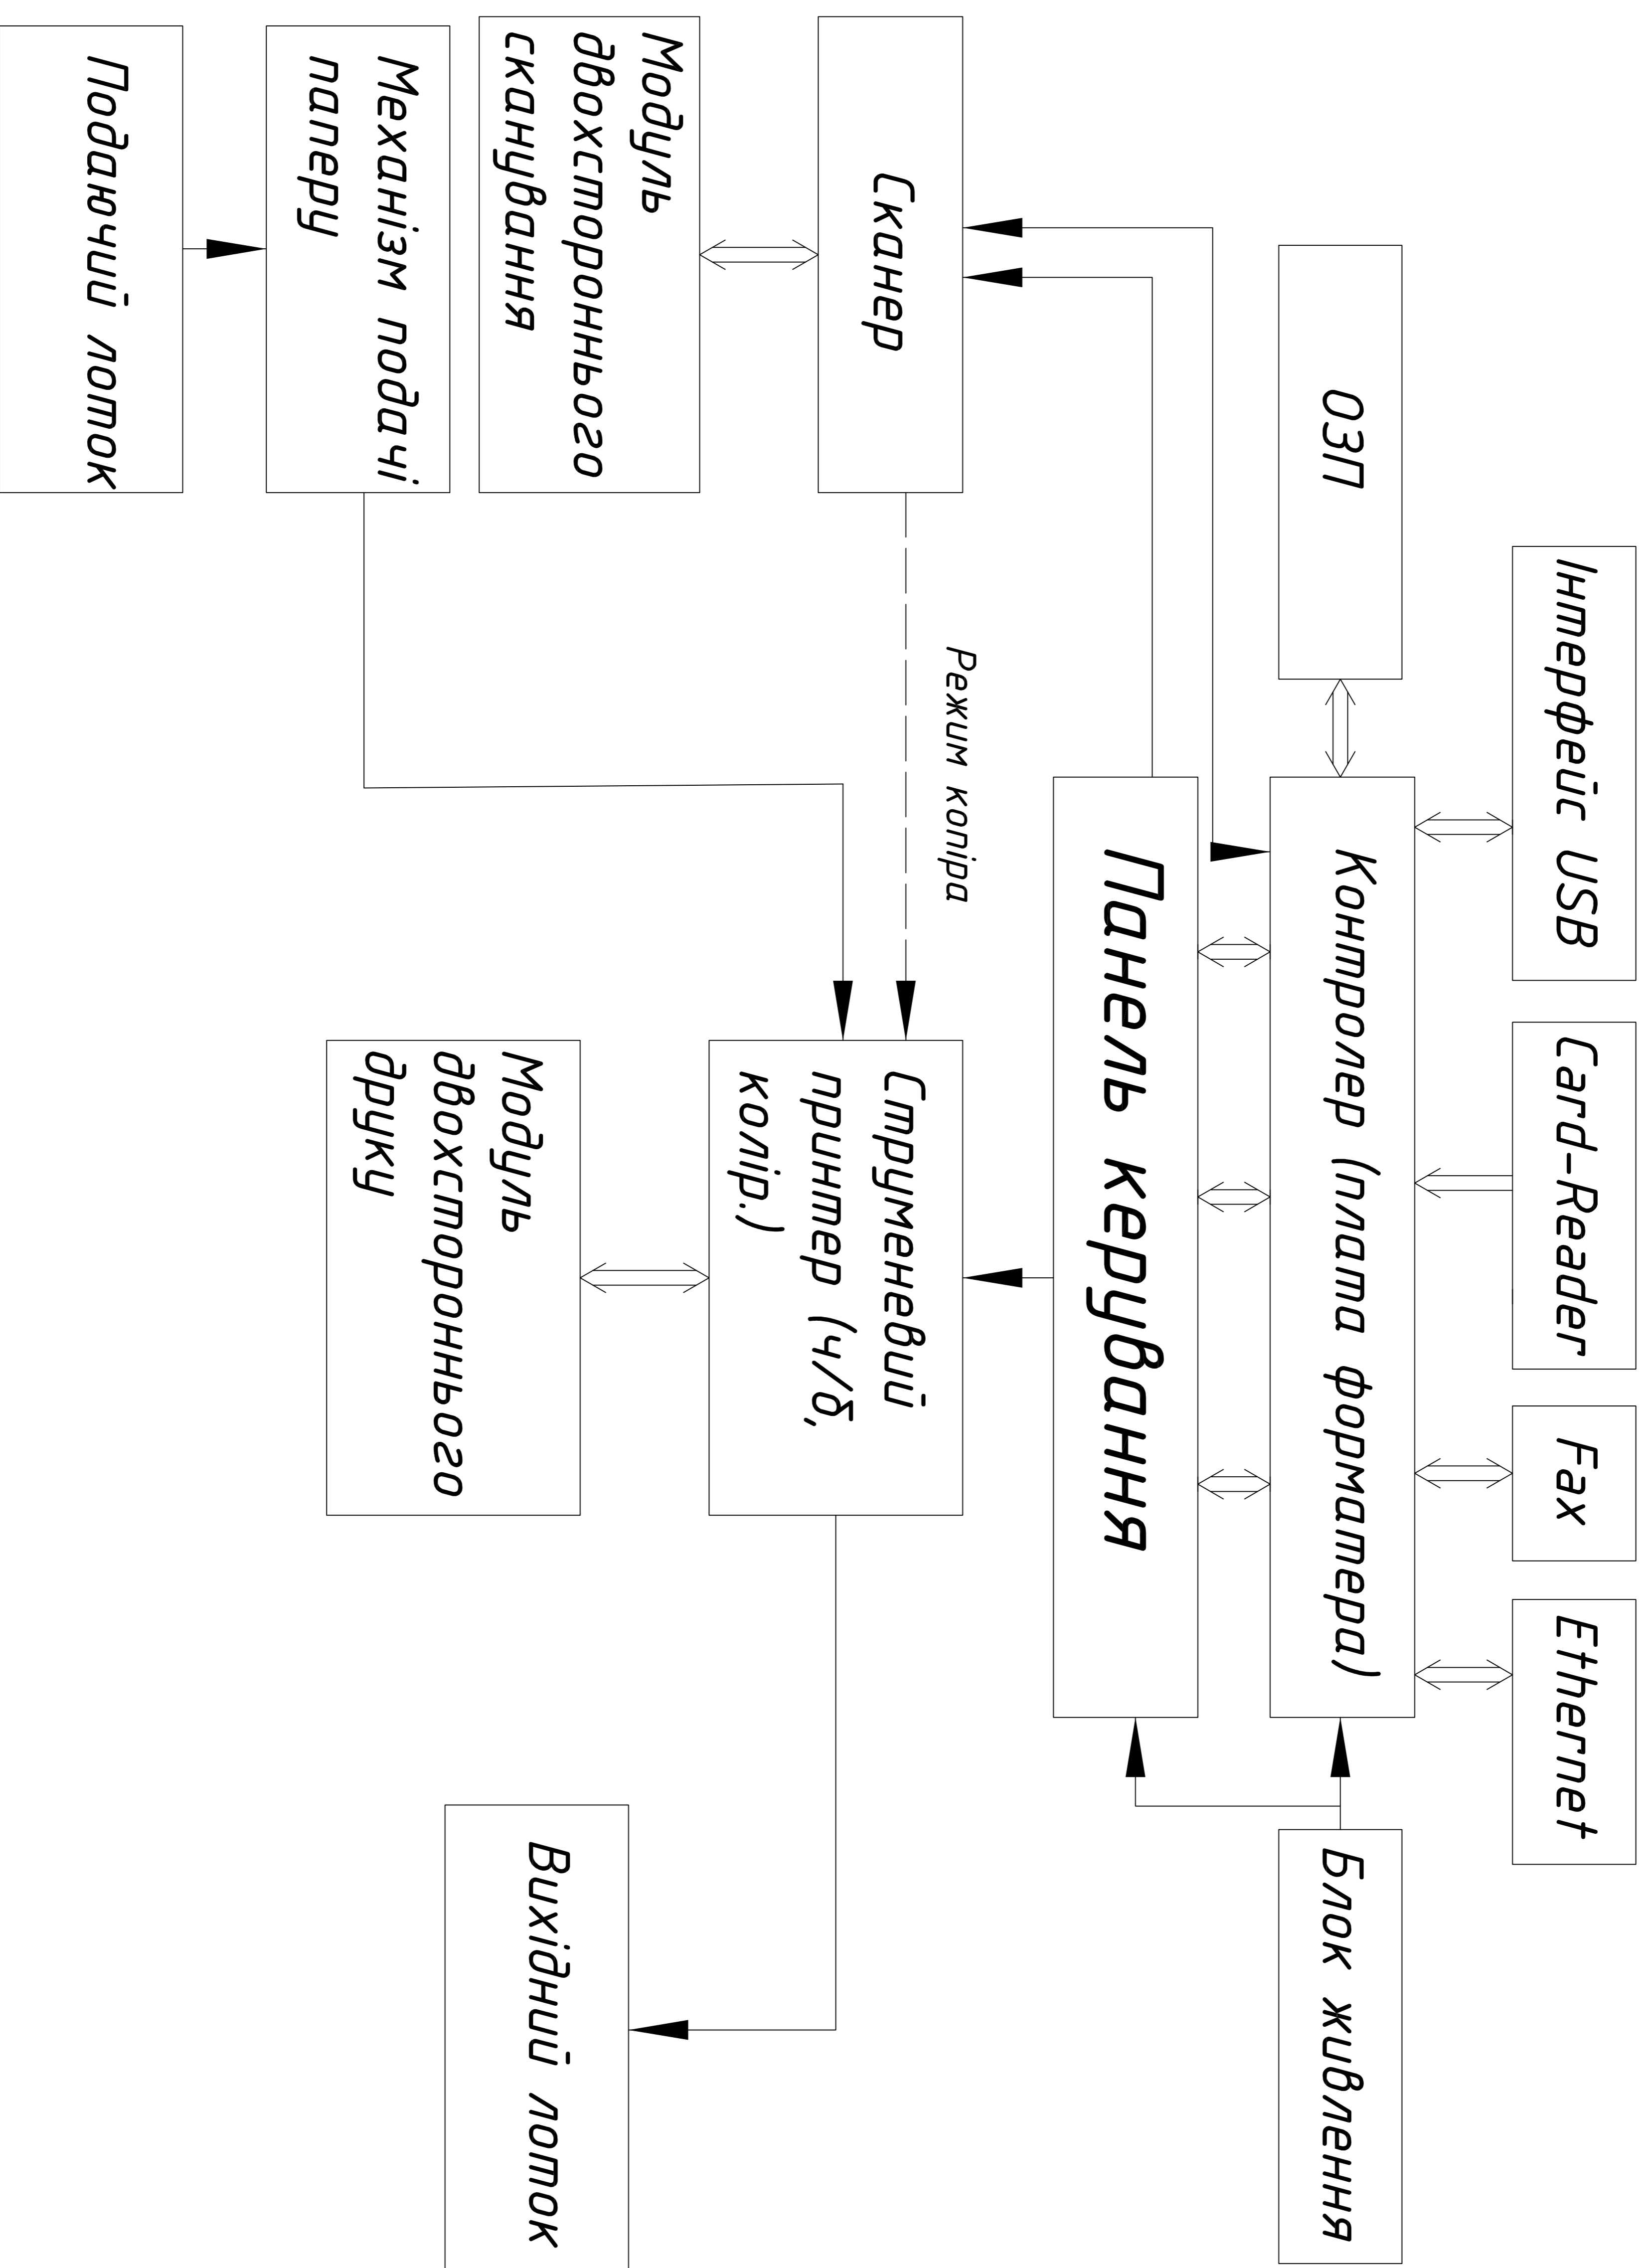 Інтерфейс USB
Card-Reader
Fax
Ethernet
ОЗП
Контролер (плата форматера)
Блок живлення
Панель керування
Сканер
Режим копіра
Струменевий
принтер (ч/б,
колір.)
Модуль
двохстороннього
сканування
Модуль
двохстороннього
друку
Вихідний лоток
Механізм подачі
паперу
Подаючий лоток